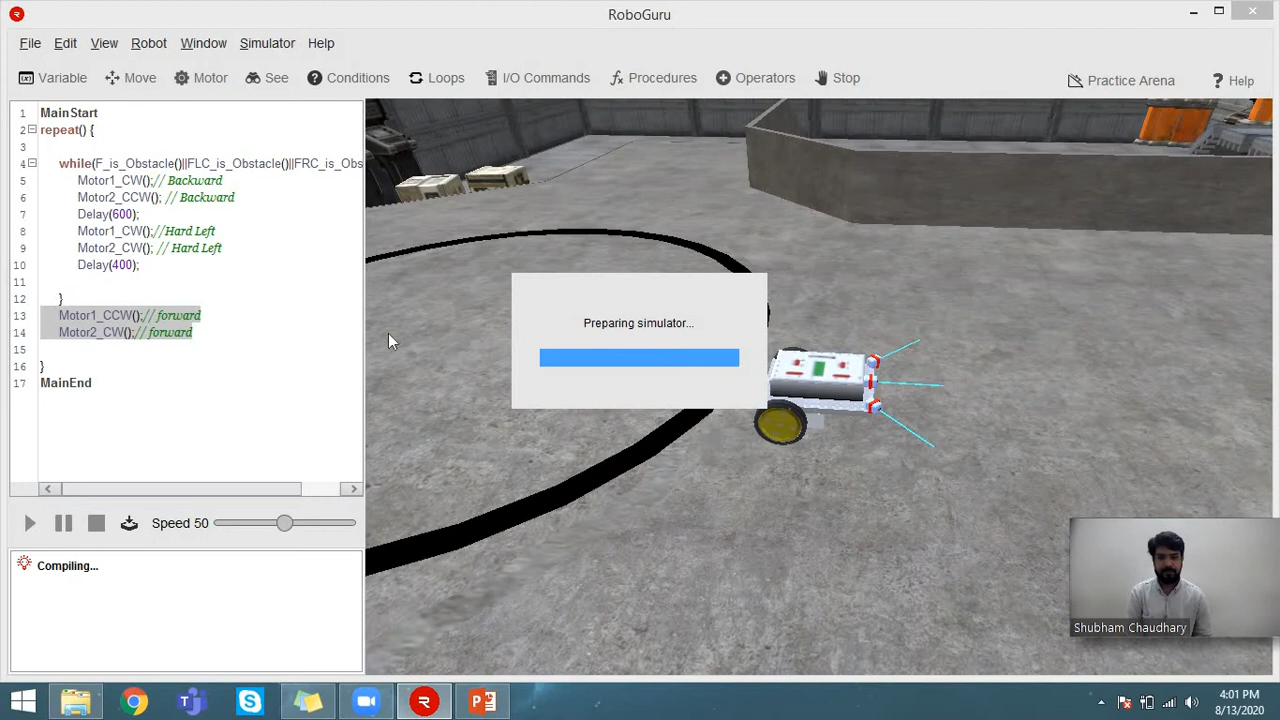 RoboGuru
File Edit View Robot Window Simulator Help
Variable Move Motor See Conditions Loops I/O Commands Procedures Operators Stop Practice Arena Help
1 MainStart
2 repeat() {
3
4 while(F_is_Obstacle()||FLC_is_Obstacle()||FRC_is_Obs
5 Motor1_CW();// Backward
6 Motor2_CCW(); // Backward
7 Delay(600);
8 Motor1_CW();//Hard Left
9 Motor2_CW(); // Hard Left
10 Delay(400);
11
12 }
13 Motor1_CCW();// forward
14 Motor2_CW();// forward
15
16 }
17 MainEnd
Preparing simulator...
Speed 50
Compiling...
Shubham Chaudhary
4:01 PM
8/13/2020